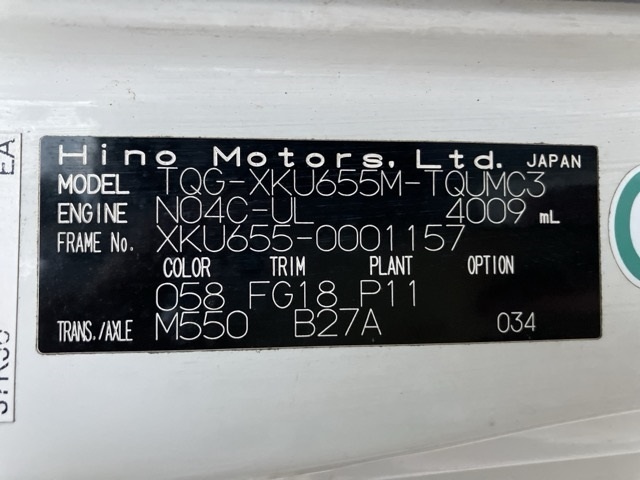 Hino Motors, Ltd. JAPAN
MODEL TQG-XKU655M-TQUMC3
ENGINE N04C-UL 4009 mL
FRAME No. XKU655-0001157
COLOR TRIM PLANT OPTION
058 FG18 P11
TRANS./AXLE M550 B27A 034
EA